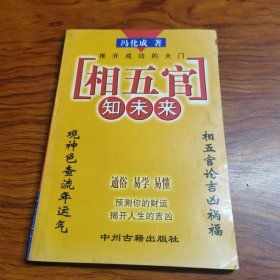 冯化成 著
推开成功的大门
[相五官]
知未来
观神色查流年运气
相五官论吉凶祸福
通俗 易学 易懂
预测你的财运
揭开人生的吉凶
中州古籍出版社